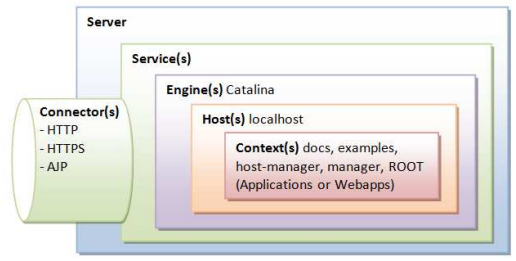 Server
Service(s)
Engine(s) Catalina
Connector(s)
- HTTP
- HTTPS
- AJP
Host(s) localhost
Context(s) docs, examples,
host-manager, manager, ROOT
(Applications or Webapps)